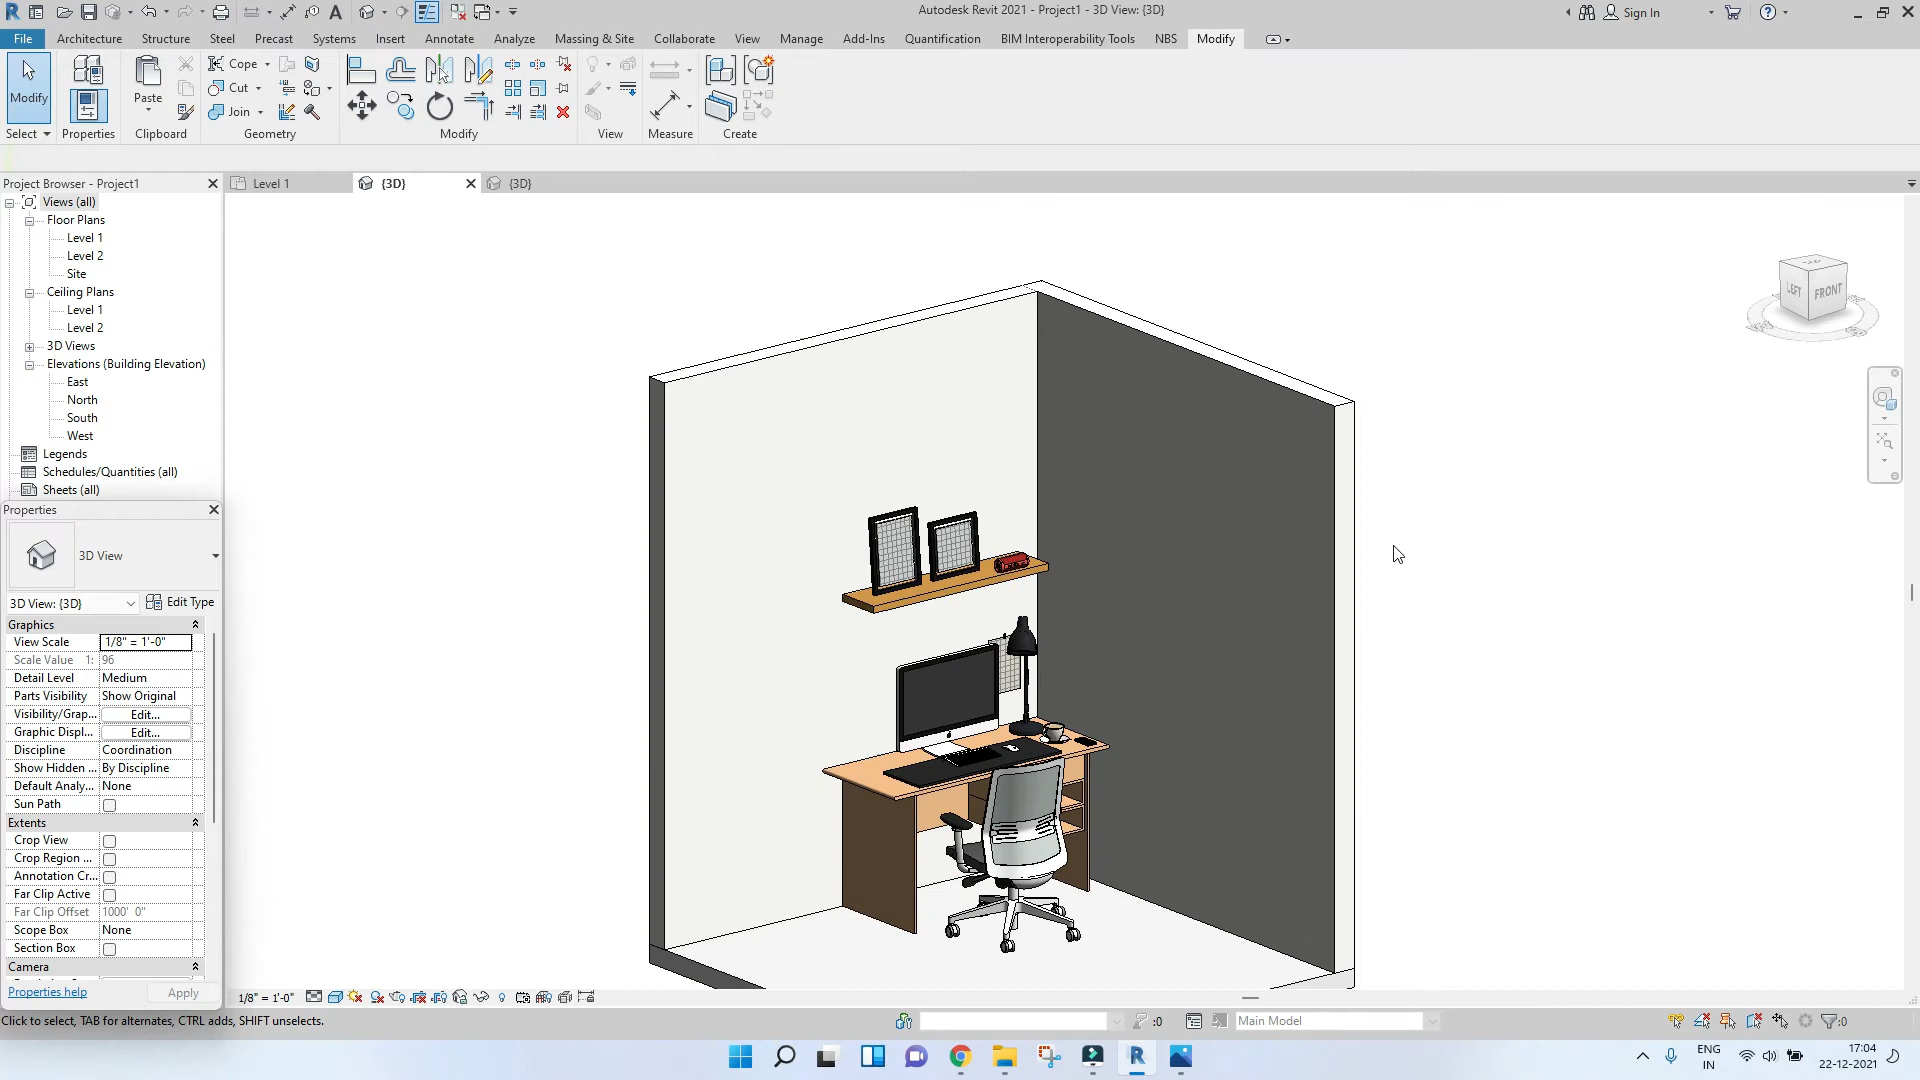 Autodesk Revit 2021 - Project1 - 3D View: {3D}
Sign In
File Architecture Structure Steel Precast Systems Insert Annotate Analyze Massing & Site Collaborate View Manage Add-Ins Quantification BIM Interoperability Tools NBS Modify
Modify
Paste
Cope
Cut
Join
Select Properties Clipboard Geometry Modify View Measure Create
Project Browser - Project1
Level 1
{3D}
{3D}
Views (all)
Floor Plans
Level 1
Level 2
Site
Ceiling Plans
Level 1
Level 2
3D Views
Elevations (Building Elevation)
East
North
South
West
Legends
Schedules/Quantities (all)
Sheets (all)
LEFT FRONT
Properties
3D View
3D View: {3D} Edit Type
Graphics
View Scale 1/8" = 1'-0"
Scale Value 1: 96
Detail Level Medium
Parts Visibility Show Original
Visibility/Grap... Edit...
Graphic Displ... Edit...
Discipline Coordination
Show Hidden ... By Discipline
Default Analy... None
Sun Path
Extents
Crop View
Crop Region ...
Annotation Cr...
Far Clip Active
Far Clip Offset 1000' 0"
Scope Box None
Section Box
Camera
Properties help Apply
1/8" = 1'-0"
Click to select, TAB for alternates, CTRL adds, SHIFT unselects.
:0
Main Model
:0
ENG
IN
17:04
22-12-2021